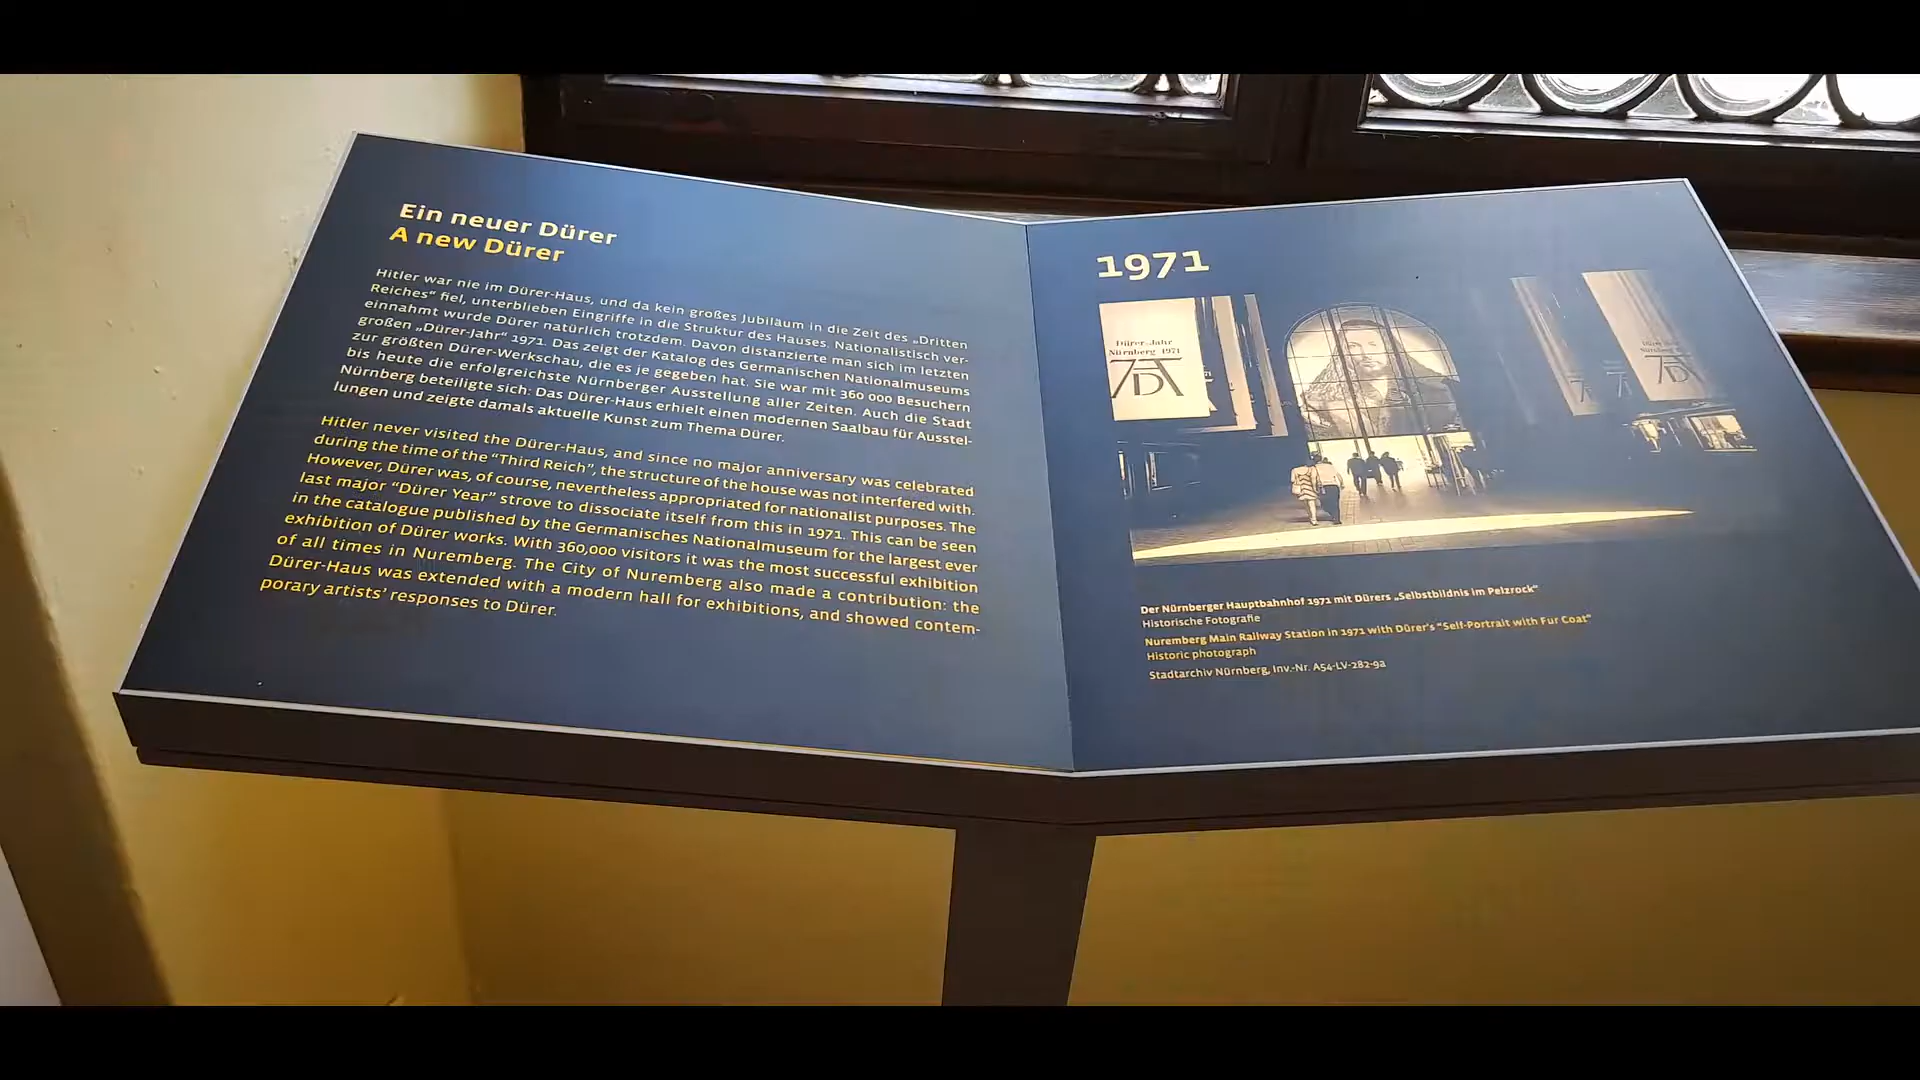 Ein neuer Dürer
A new Dürer
Hitler war nie im Dürer-Haus, und da kein großes Jubiläum in die Zeit des „Dritten
Reiches“ fiel, unterblieben Eingriffe in die Struktur des Hauses. Nationalistisch ver-
einnahmt wurde Dürer natürlich trotzdem. Davon distanzierte man sich im letzten
großen „Dürer-Jahr“ 1971. Das zeigt der Katalog des Germanischen Nationalmuseums
zur größten Dürer-Werkschau, die es je gegeben hat. Sie war mit 360 000 Besuchern
bis heute die erfolgreichste Nürnberger Ausstellung aller Zeiten. Auch die Stadt
Nürnberg beteiligte sich: Das Dürer-Haus erhielt einen modernen Saalbau für Ausstel-
lungen und zeigte damals aktuelle Kunst zum Thema Dürer.
Hitler never visited the Dürer-Haus, and since no major anniversary was celebrated
during the time of the “Third Reich”, the structure of the house was not interfered with.
However, Dürer was, of course, nevertheless appropriated for nationalist purposes. The
last major “Dürer Year” strove to dissociate itself from this in 1971. This can be seen
in the catalogue published by the Germanisches Nationalmuseum for the largest ever
exhibition of Dürer works. With 360,000 visitors it was the most successful exhibition
of all times in Nuremberg. The City of Nuremberg also made a contribution: the
Dürer-Haus was extended with a modern hall for exhibitions, and showed contem-
porary artists’ responses to Dürer.
1971
Dürer-Jahr
Nürnberg 1971
AD
Der Nürnberger Hauptbahnhof 1971 mit Dürers „Selbstbildnis im Pelzrock“
Historische Fotografie
Nuremberg Main Railway Station in 1971 with Dürer’s “Self-Portrait with Fur Coat”
Historic photograph
Stadtarchiv Nürnberg, Inv.-Nr. A54-LV-282-9a